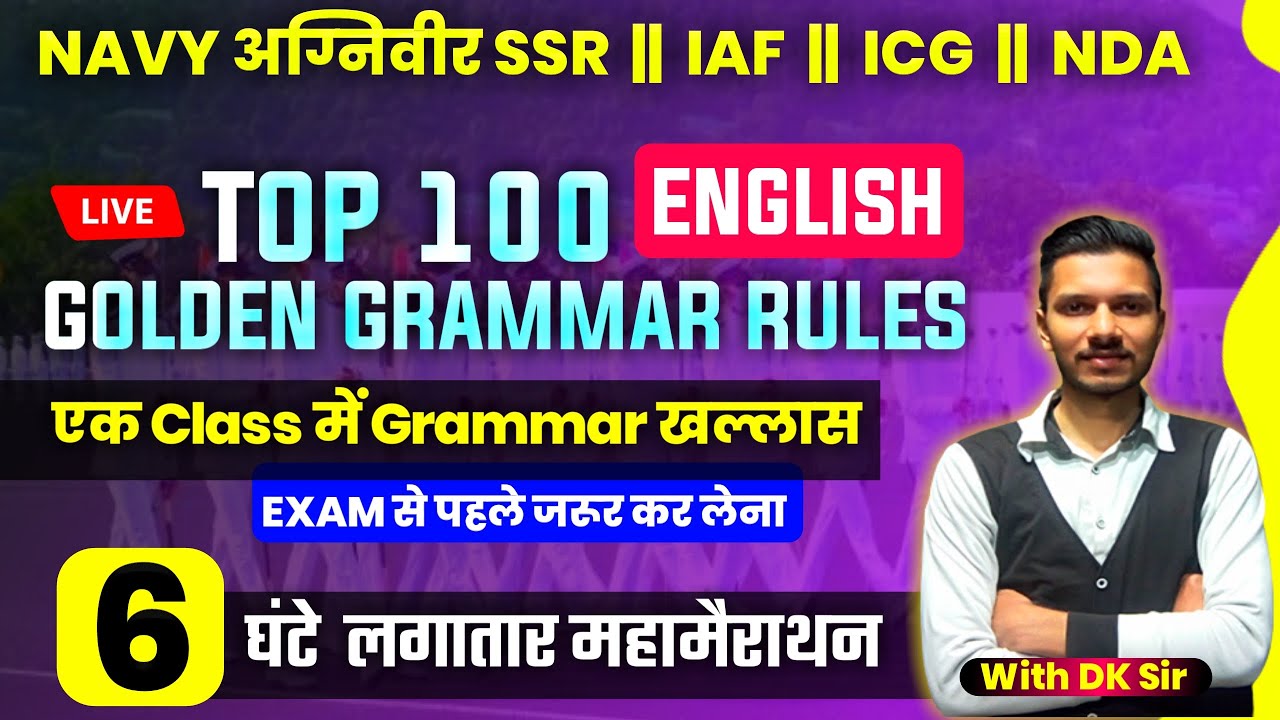 NAVY अग्निवीर SSR || IAF || ICG || NDA
LIVE TOP 100 ENGLISH
GOLDEN GRAMMAR RULES
एक Class में Grammar खल्लास
EXAM से पहले जरूर कर लेना
6 घंटे लगातार महामैराथन
With DK Sir